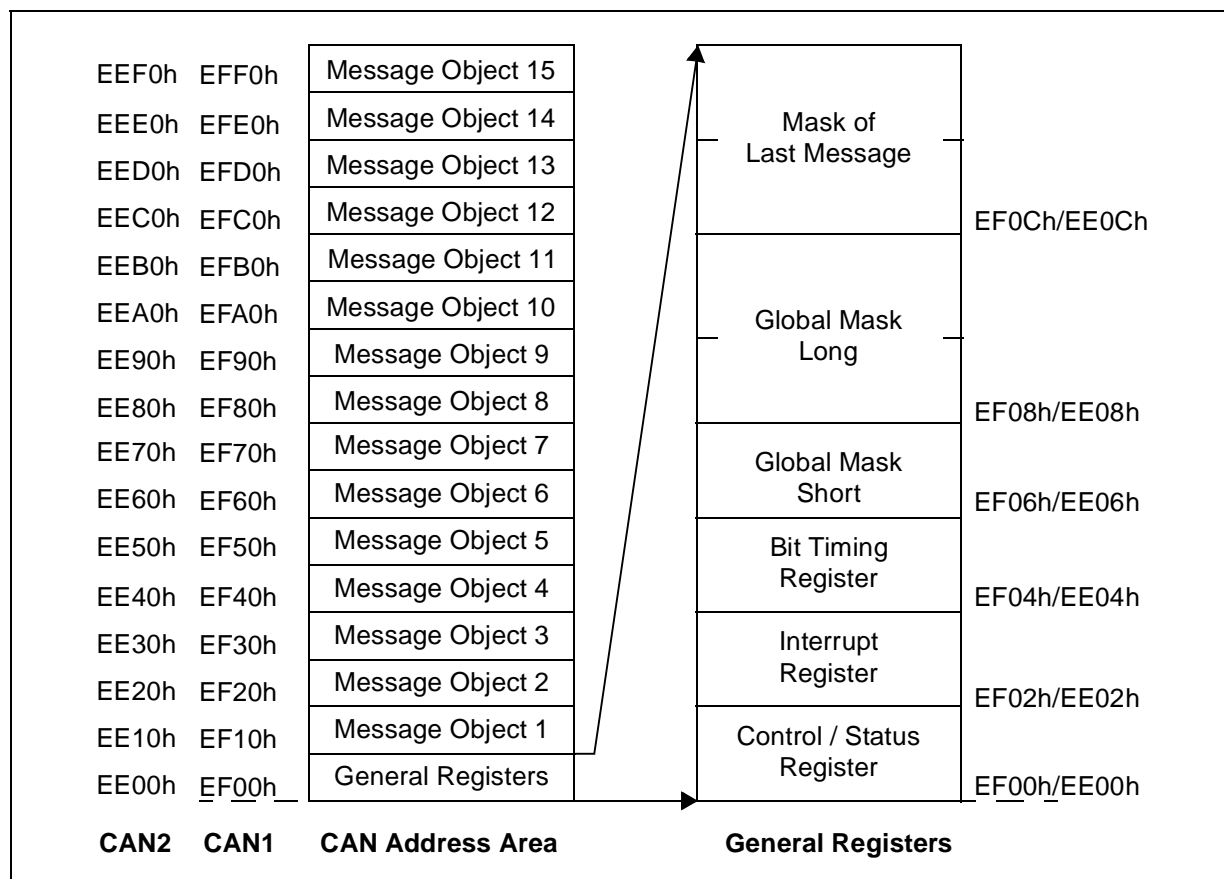 EEF0h EFF0h Message Object 15
EEE0h EFE0h Message Object 14
EED0h EFD0h Message Object 13
EEC0h EFC0h Message Object 12
EEB0h EFB0h Message Object 11
EEA0h EFA0h Message Object 10
EE90h EF90h Message Object 9
EE80h EF80h Message Object 8
EE70h EF70h Message Object 7
EE60h EF60h Message Object 6
EE50h EF50h Message Object 5
EE40h EF40h Message Object 4
EE30h EF30h Message Object 3
EE20h EF20h Message Object 2
EE10h EF10h Message Object 1
EE00h EF00h General Registers
CAN2 CAN1 CAN Address Area
Mask of
Last Message
EF0Ch/EE0Ch
Global Mask
Long
EF08h/EE08h
Global Mask
Short
EF06h/EE06h
Bit Timing
Register
EF04h/EE04h
Interrupt
Register
EF02h/EE02h
Control / Status
Register
EF00h/EE00h
General Registers